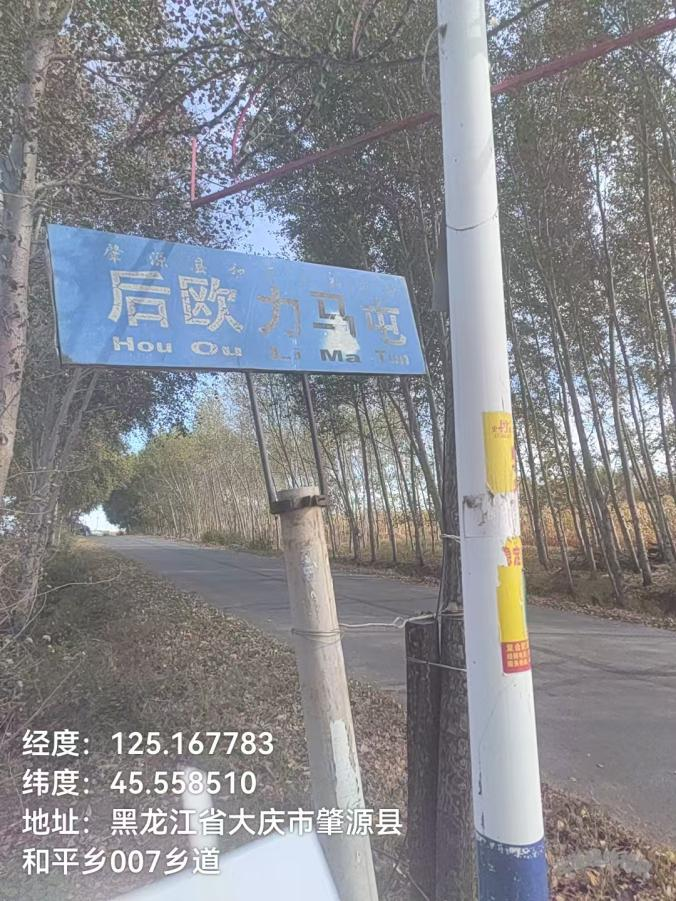 肇源县和
后欧力马屯
Hou Ou Li Ma Tun
经度：125.167783
纬度：45.558510
地址：黑龙江省大庆市肇源县
和平乡007乡道